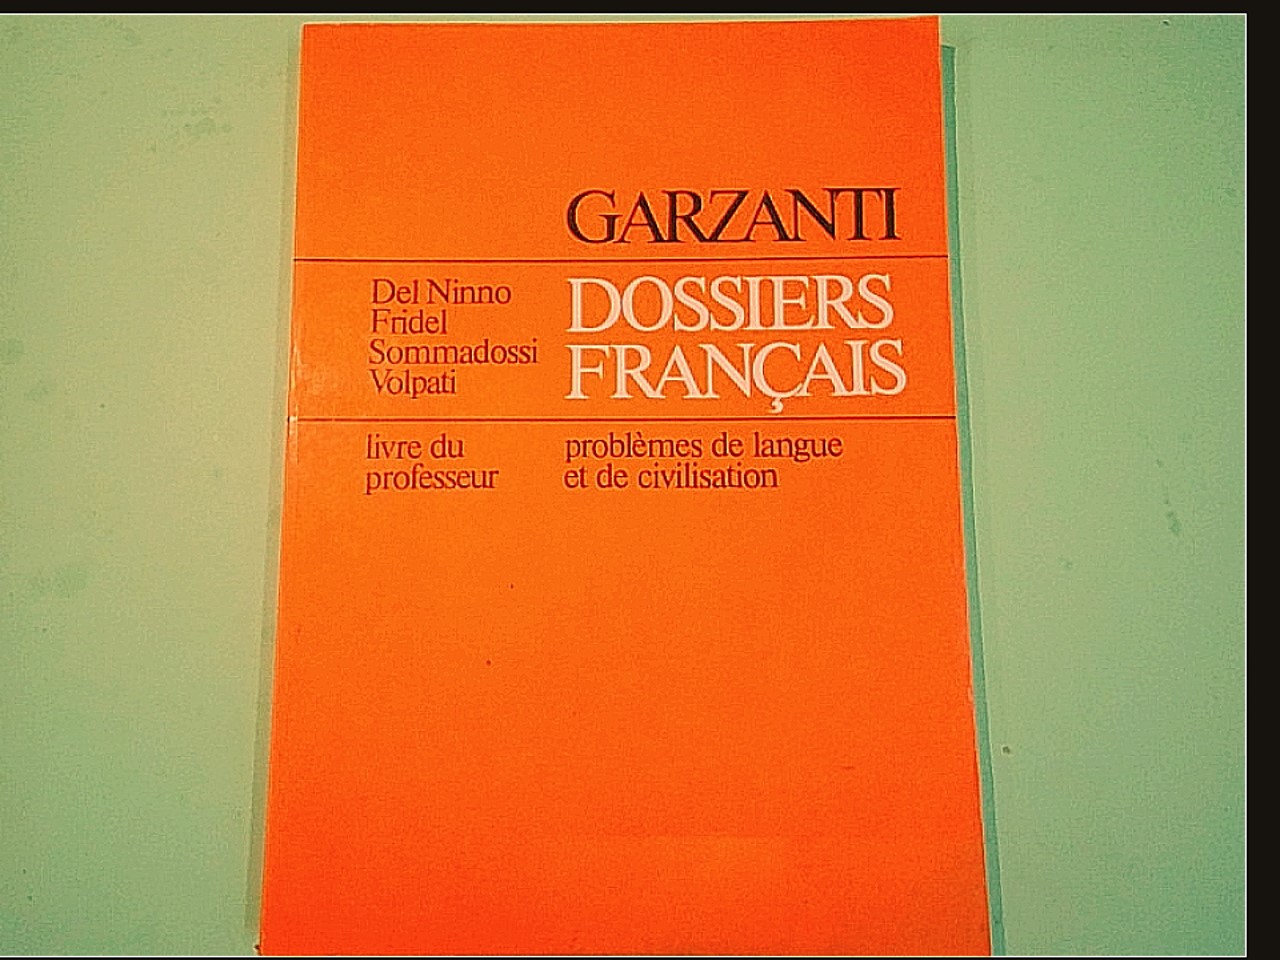 GARZANTI
Del Ninno
Fridel
Sommadossi
Volpati
DOSSIERS
FRANÇAIS
livre du
professeur
problèmes de langue
et de civilisation